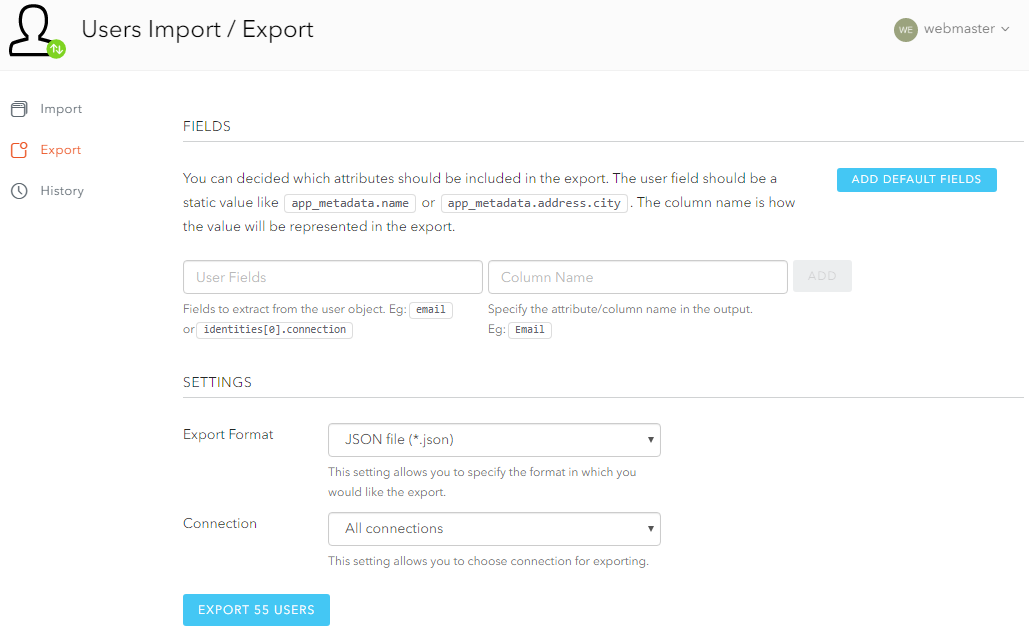 Users Import / Export
WE webmaster
Import
Export
History
FIELDS
You can decided which attributes should be included in the export. The user field should be a
static value like app_metadata.name or app_metadata.address.city . The column name is how
the value will be represented in the export.
ADD DEFAULT FIELDS
User Fields
Column Name
ADD
Fields to extract from the user object. Eg: email
or identities[0].connection
Specify the attribute/column name in the output.
Eg: Email
SETTINGS
Export Format
JSON file (*.json)
This setting allows you to specify the format in which you
would like the export.
Connection
All connections
This setting allows you to choose connection for exporting.
EXPORT 55 USERS